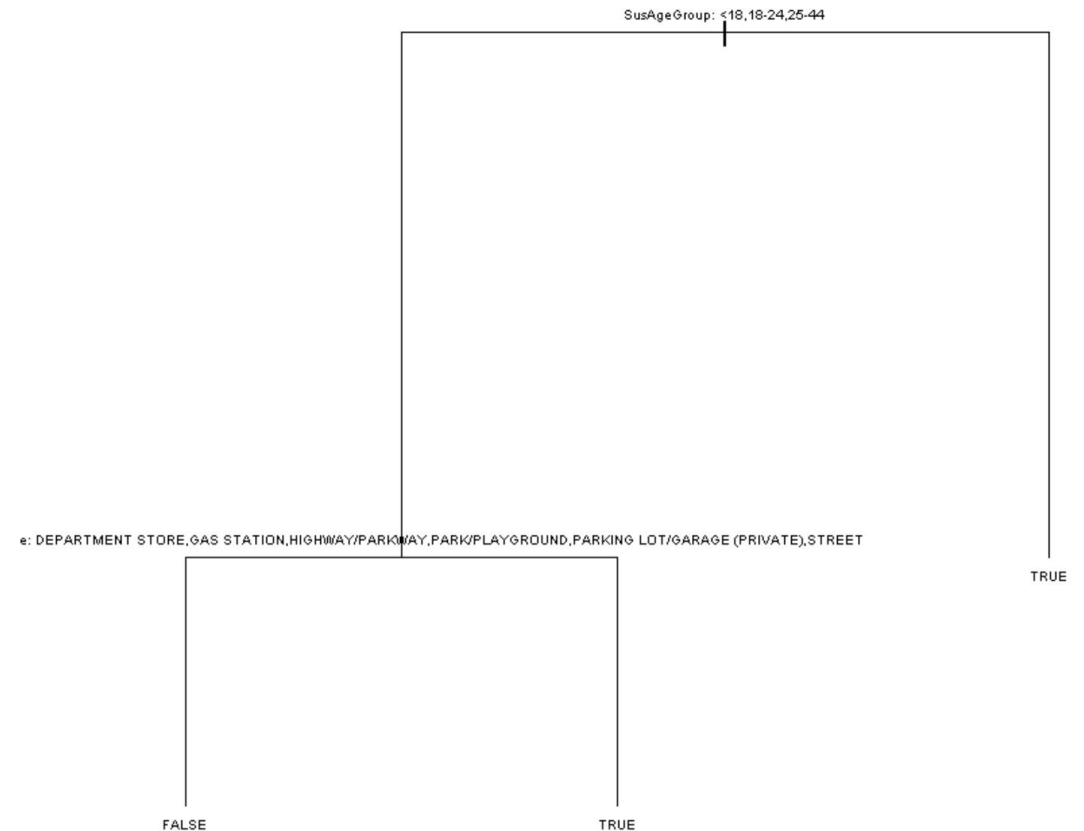 SusAgeGroup: <18,18-24,25-44
e: DEPARTMENT STORE,GAS STATION,HIGHWAY/PARKWAY,PARK/PLAYGROUND,PARKING LOT/GARAGE (PRIVATE),STREET
TRUE
FALSE
TRUE